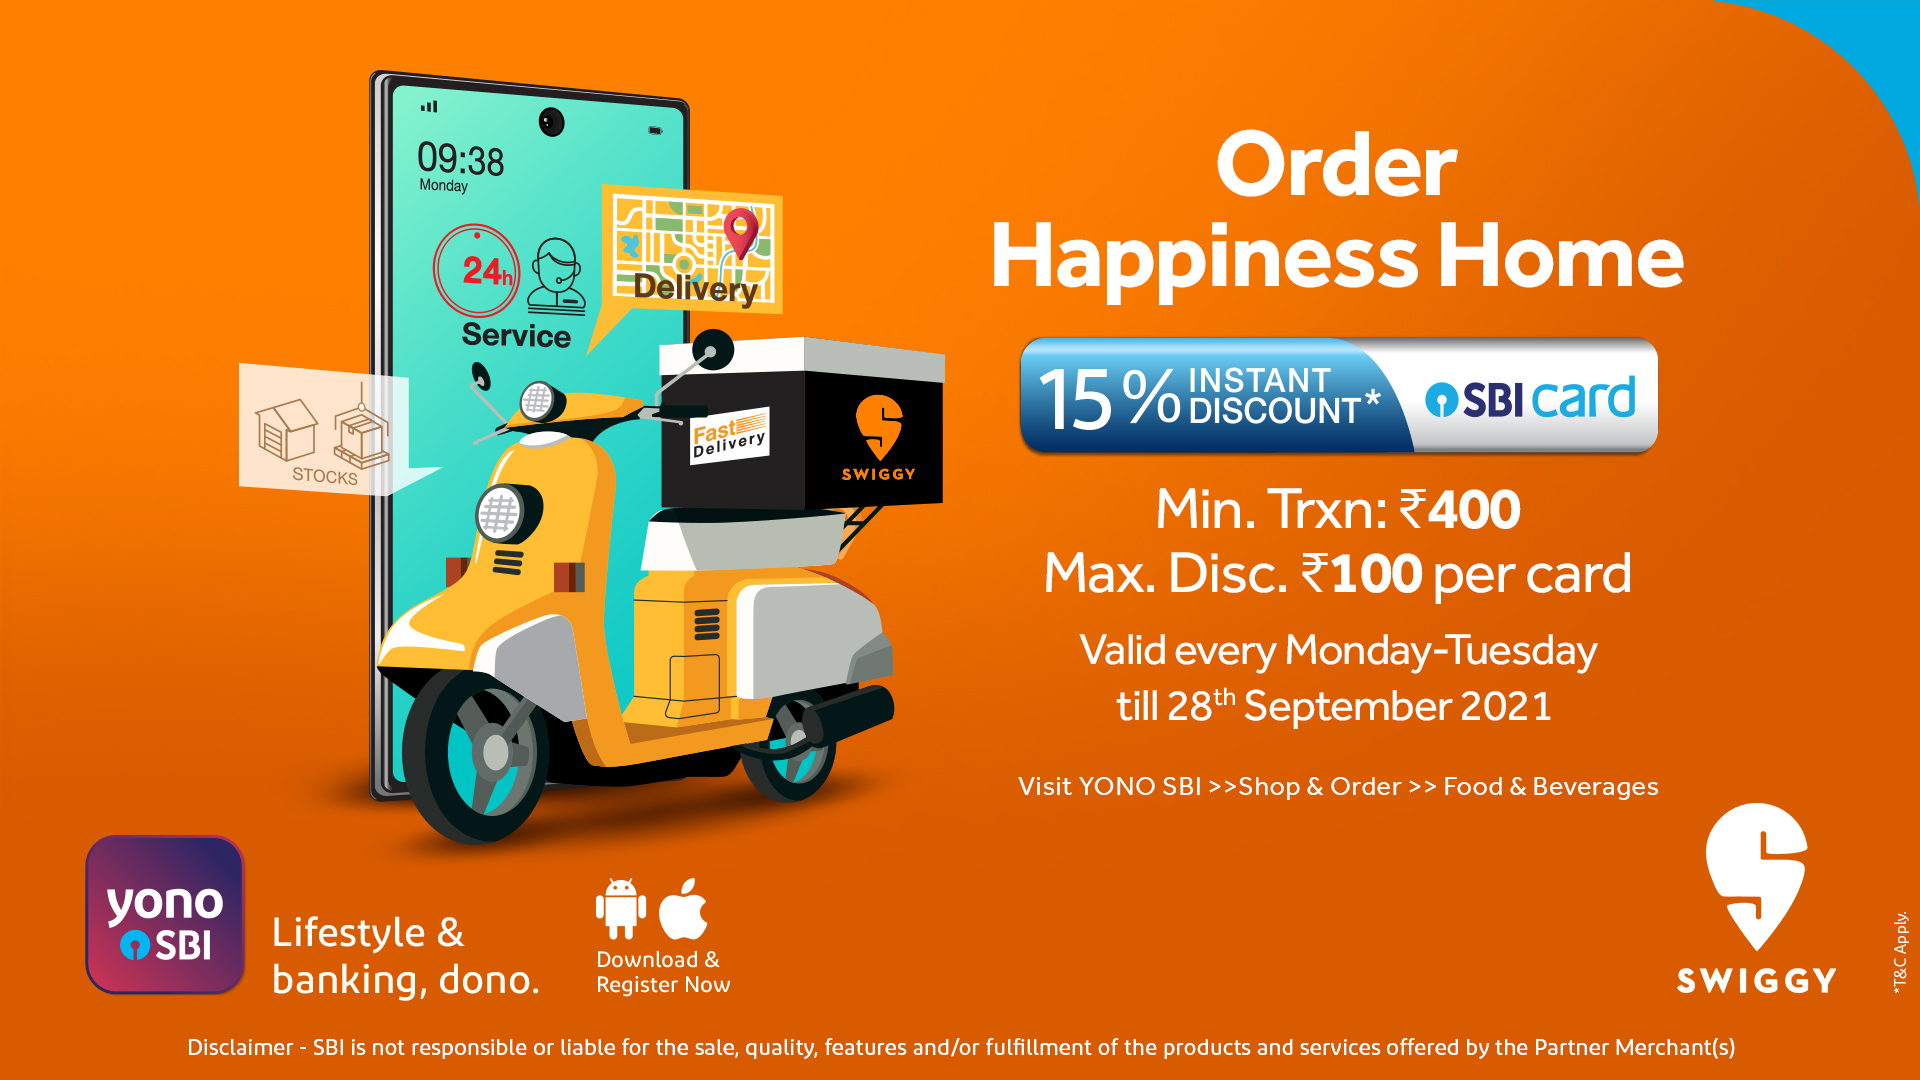 09:38
Monday
24h
Service
Delivery
STOCKS
Fast
Delivery
SWIGGY
Order
Happiness Home
15% INSTANT
DISCOUNT*
SBI card
Min. Trxn: ₹400
Max. Disc. ₹100 per card
Valid every Monday-Tuesday
till 28th September 2021
Visit YONO SBI >>Shop & Order >> Food & Beverages
yono
SBI
Lifestyle &
banking, dono.
Download &
Register Now
SWIGGY
*T&C Apply.
Disclaimer - SBI is not responsible or liable for the sale, quality, features and/or fulfillment of the products and services offered by the Partner Merchant(s)